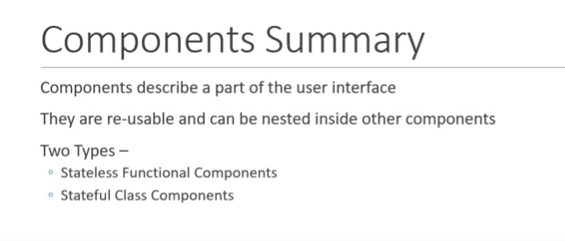 Components Summary
Components describe a part of the user interface
They are re-usable and can be nested inside other components
Two Types –
Stateless Functional Components
Stateful Class Components